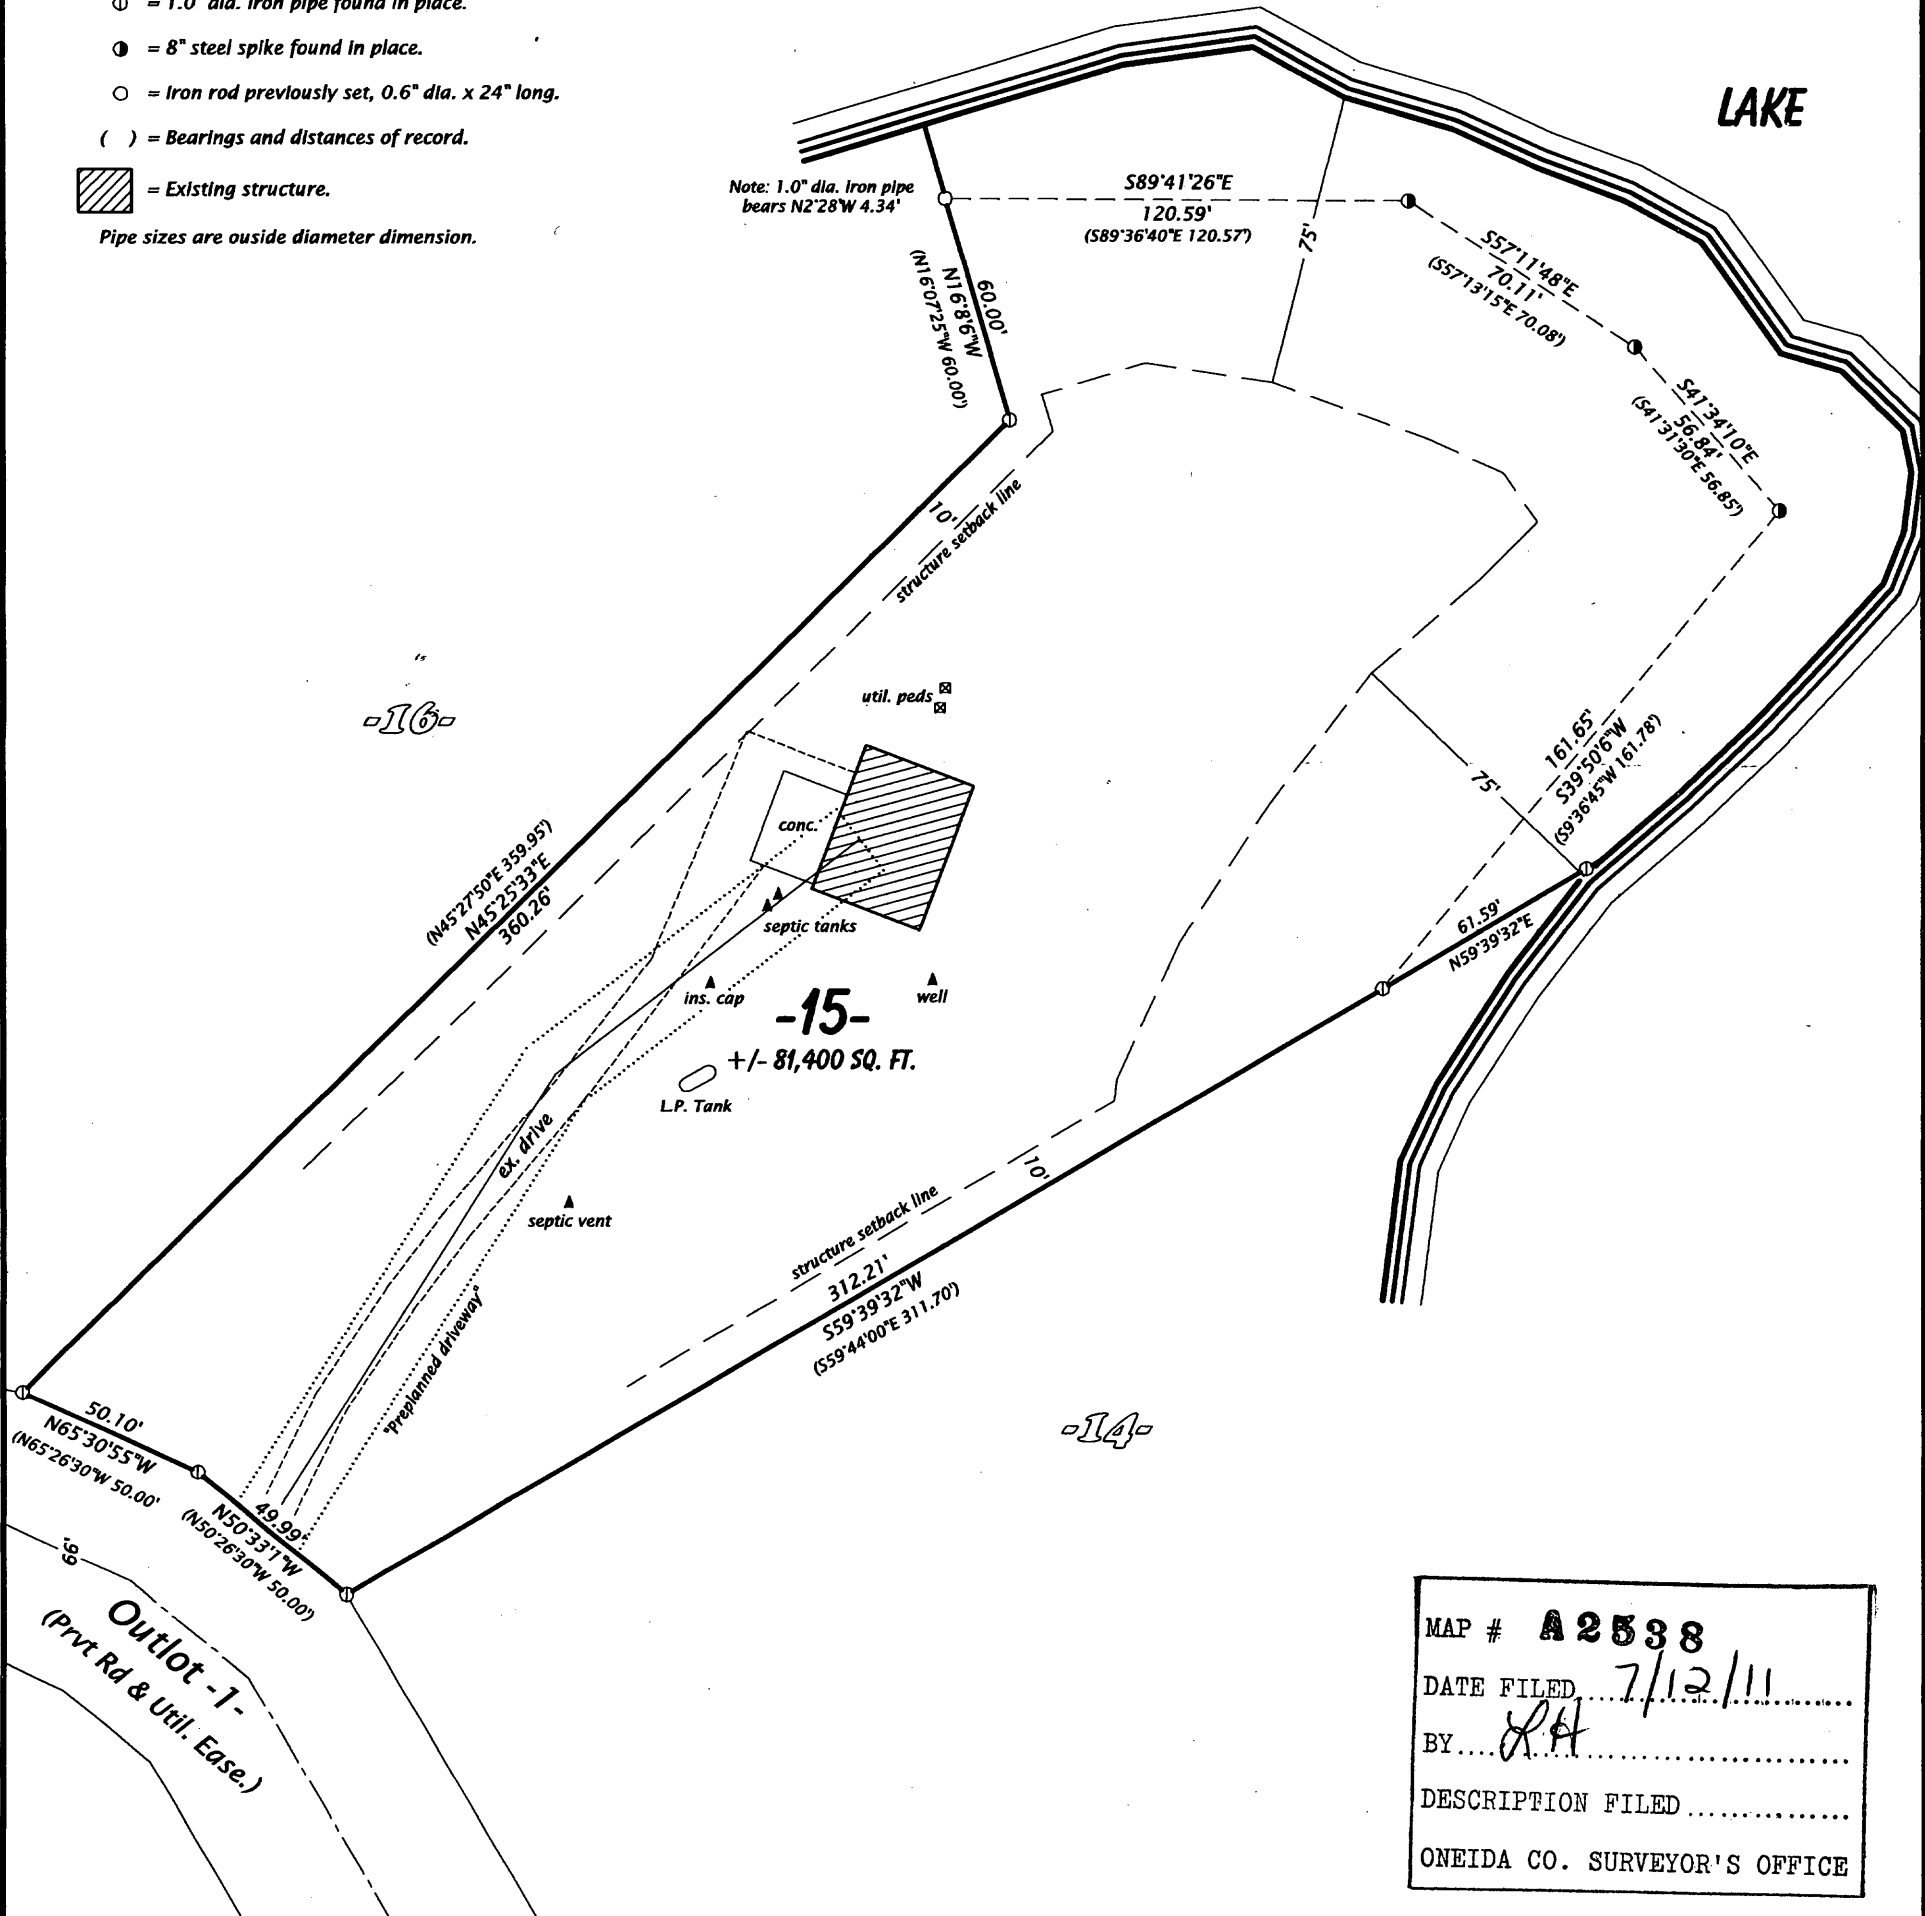 = 1.0" dia. iron pipe found in place.
= 8" steel spike found in place.
= Iron rod previously set, 0.6" dia. x 24" long.
( ) = Bearings and distances of record.
= Existing structure.
Pipe sizes are ouside diameter dimension.
LAKE
Note: 1.0" dia. iron pipe
bears N2°28'W 4.34'
S89°41'26"E
120.59'
(S89°36'40"E 120.57')
75'
S57°11'48"E
70.11'
(S57°13'15"E 70.08')
60.00'
N16°8'6"W
(N16°07'25"W 60.00')
S41°34'10"E
56.84'
(S41°31'30"E 56.85')
10'
structure setback line
-16-
util. peds
161.65'
S39°50'6"W
(S9°36'45"W 161.78')
75'
conc.
(N45°27'50"E 359.95')
N45°25'33"E
360.26'
septic tanks
61.59'
N59°39'32"E
ins. cap
well
-15-
+/- 81,400 SQ. FT.
L.P. Tank
ex. drive
10'
septic vent
structure setback line
312.21'
S59°39'32"W
(S59°44'00"E 311.70')
"Preplanned driveway"
-14-
50.10'
N65°30'55"W
(N65°26'30"W 50.00'
49.99'
N50°33'1"W
(N50°26'30"W 50.00')
66'
Outlot -1-
(Prvt Rd & Util. Ease.)
MAP # A2538
DATE FILED 7/12/11
BY.... LH
DESCRIPTION FILED
ONEIDA CO. SURVEYOR'S OFFICE